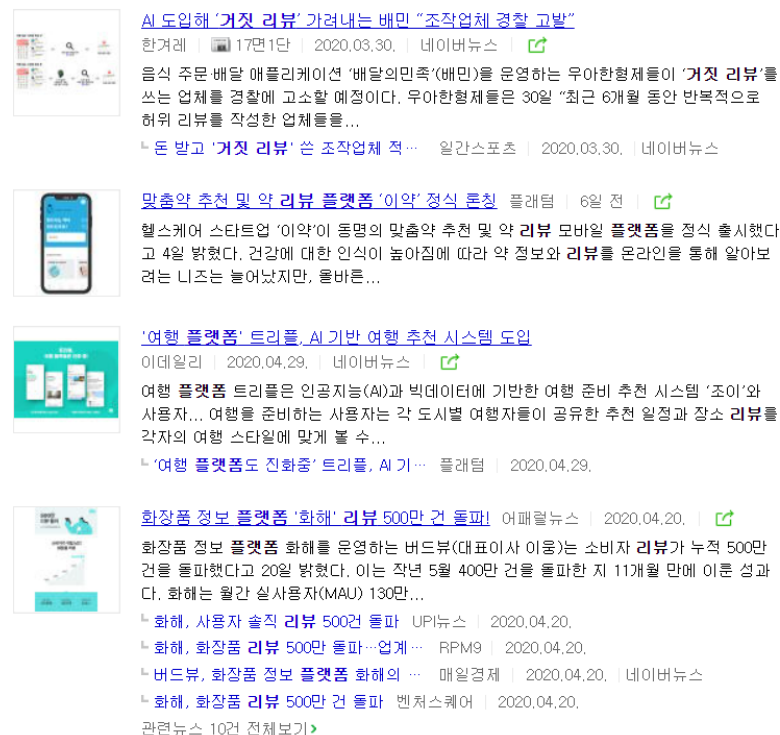 AI 도입해 ‘거짓 리뷰’ 가려내는 배민 “조작업체 경찰 고발”
한겨레 17면1단 2020.03.30. 네이버뉴스
음식 주문·배달 애플리케이션 ‘배달의민족’(배민)을 운영하는 우아한형제들이 ‘거짓 리뷰’를
쓰는 업체를 경찰에 고소할 예정이다. 우아한형제들은 30일 “최근 6개월 동안 반복적으로
허위 리뷰를 작성한 업체들을...
돈 받고 '거짓 리뷰' 쓴 조작업체 적… 일간스포츠 2020.03.30. 네이버뉴스
맞춤약 추천 및 약 리뷰 플랫폼 ‘이약’ 정식 론칭 플래텀 6일 전
헬스케어 스타트업 ‘이약’이 동명의 맞춤약 추천 및 약 리뷰 모바일 플랫폼을 정식 출시했다
고 4일 밝혔다. 건강에 대한 인식이 높아짐에 따라 약 정보와 리뷰를 온라인을 통해 알아보
려는 니즈는 늘어났지만, 올바른...
'여행 플랫폼' 트리플, AI 기반 여행 추천 시스템 도입
이데일리 2020.04.29. 네이버뉴스
여행 플랫폼 트리플은 인공지능(AI)과 빅데이터에 기반한 여행 준비 추천 시스템 ‘조이’와
사용자... 여행을 준비하는 사용자는 각 도시별 여행자들이 공유한 추천 일정과 장소 리뷰를
각자의 여행 스타일에 맞게 볼 수...
‘여행 플랫폼도 진화중’ 트리플, AI 기… 플래텀 2020.04.29.
화장품 정보 플랫폼 '화해' 리뷰 500만 건 돌파! 어패럴뉴스 2020.04.20.
화장품 정보 플랫폼 화해를 운영하는 버드뷰(대표이사 이웅)는 소비자 리뷰가 누적 500만
건을 돌파했다고 20일 밝혔다. 이는 작년 5월 400만 건을 돌파한 지 11개월 만에 이룬 성과
다. 화해는 월간 실사용자(MAU) 130만...
화해, 사용자 솔직 리뷰 500건 돌파 UPI뉴스 2020.04.20.
화해, 화장품 리뷰 500만 돌파…업계… RPM9 2020.04.20.
버드뷰, 화장품 정보 플랫폼 화해의 … 매일경제 2020.04.20. 네이버뉴스
화해, 화장품 리뷰 500만 건 돌파 벤처스퀘어 2020.04.20.
관련뉴스 10건 전체보기